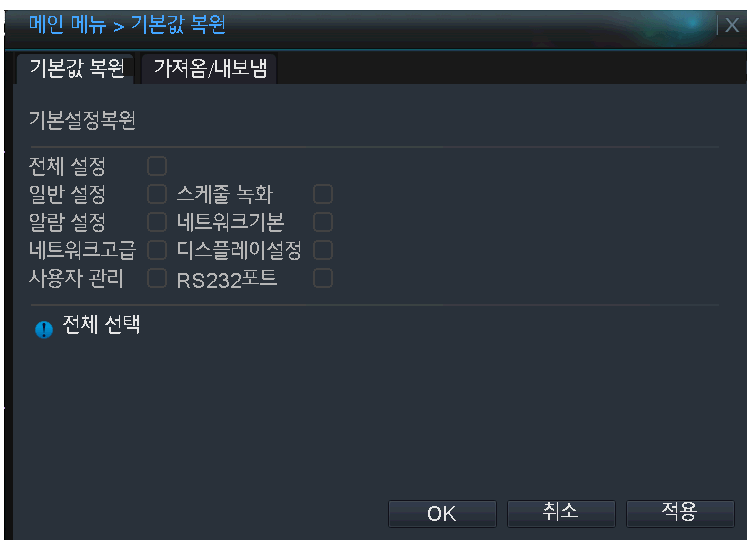 메인 메뉴 > 기본값 복원 X
기본값 복원 가져옴/내보냄
기본설정복원
전체 설정
일반 설정 스케줄 녹화
알람 설정 네트워크기본
네트워크고급 디스플레이설정
사용자 관리 RS232포트
전체 선택
OK 취소 적용